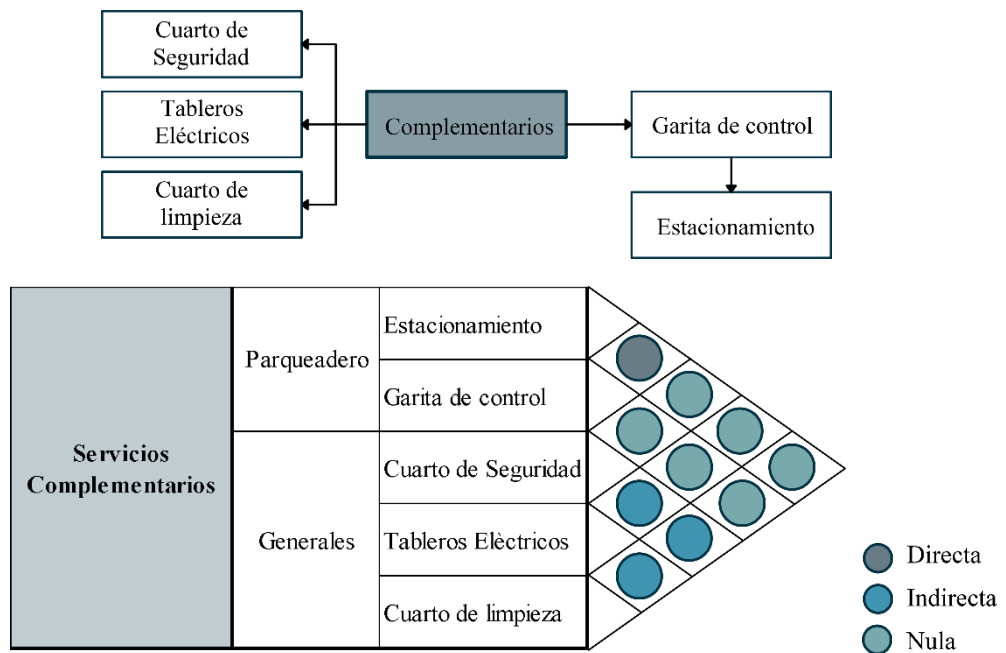 Cuarto de
Seguridad
Tableros
Eléctricos
Cuarto de
limpieza
Complementarios
Garita de control
Estacionamiento
Servicios
Complementarios
Parqueadero
Generales
Estacionamiento
Garita de control
Cuarto de Seguridad
Tableros Elèctricos
Cuarto de limpieza
Directa
Indirecta
Nula